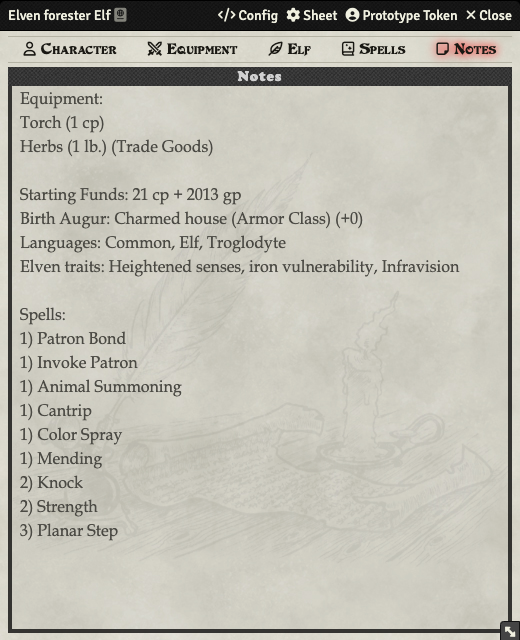 Elven forester Elf
Config
Sheet
Prototype Token
Close
Character
Equipment
Elf
Spells
Notes
Notes
Equipment:
Torch (1 cp)
Herbs (1 lb.) (Trade Goods)
Starting Funds: 21 cp + 2013 gp
Birth Augur: Charmed house (Armor Class) (+0)
Languages: Common, Elf, Troglodyte
Elven traits: Heightened senses, iron vulnerability, Infravision
Spells:
1) Patron Bond
1) Invoke Patron
1) Animal Summoning
1) Cantrip
1) Color Spray
1) Mending
2) Knock
2) Strength
3) Planar Step